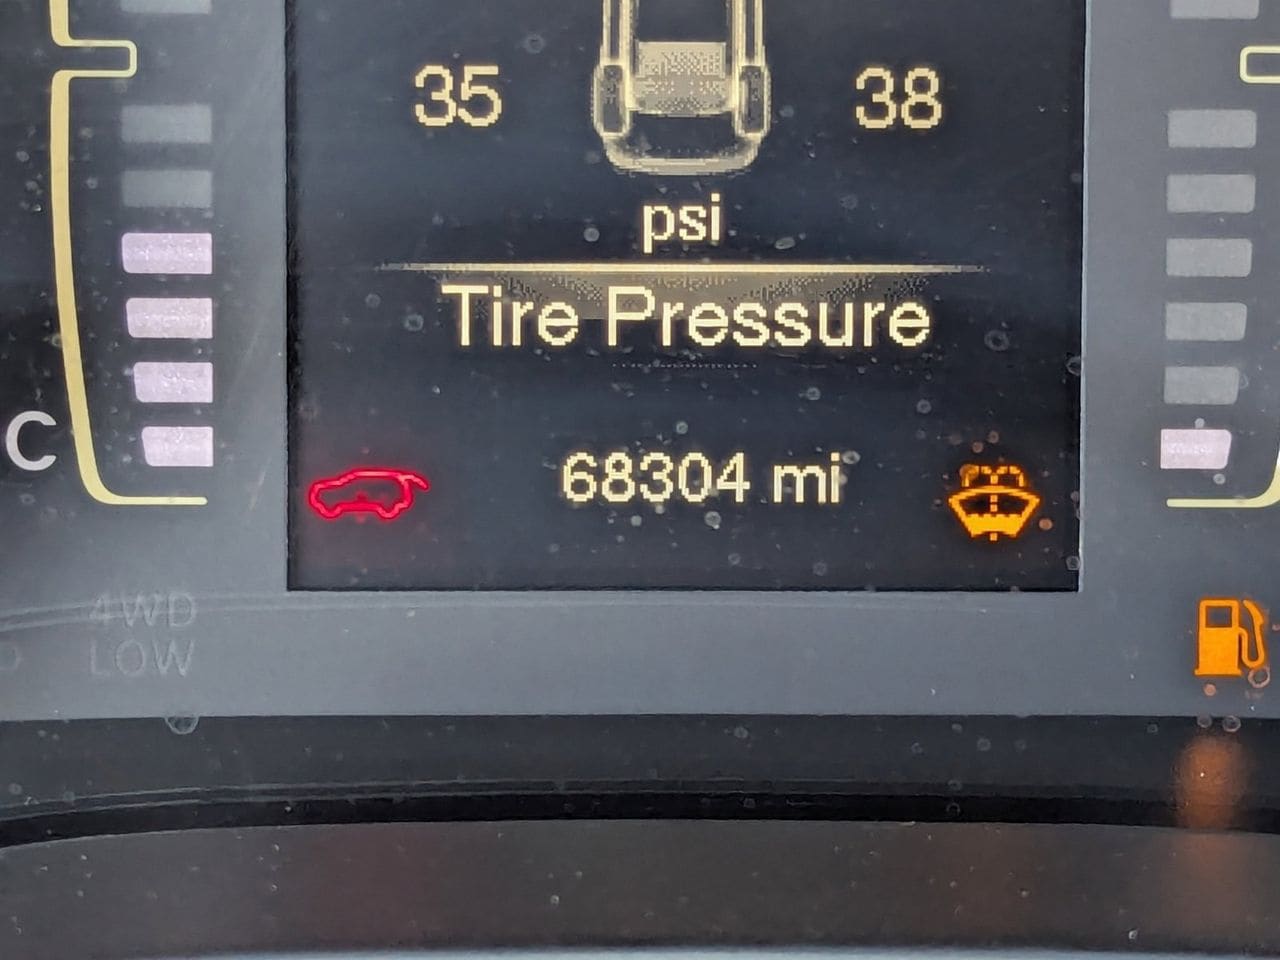 35 38
psi
Tire Pressure
C
68304 mi
4WD
LOW